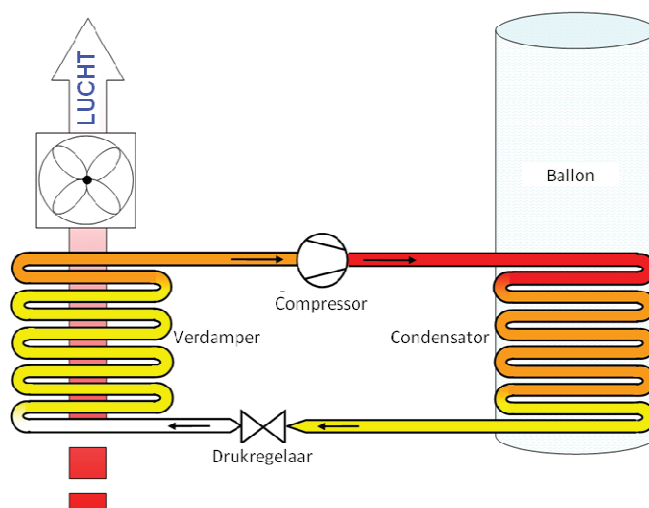 LUCHT
Ballon
Compressor
Verdamper
Condensator
Drukregelaar